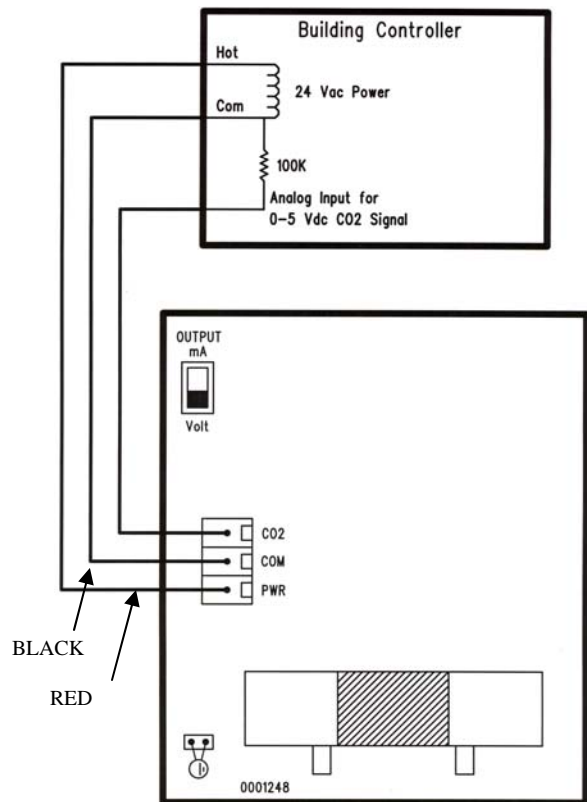 Building Controller
Hot
24 Vac Power
Com
100K
Analog Input for
0-5 Vdc CO2 Signal
OUTPUT
mA
Volt
CO2
COM
PWR
BLACK
RED
0001248